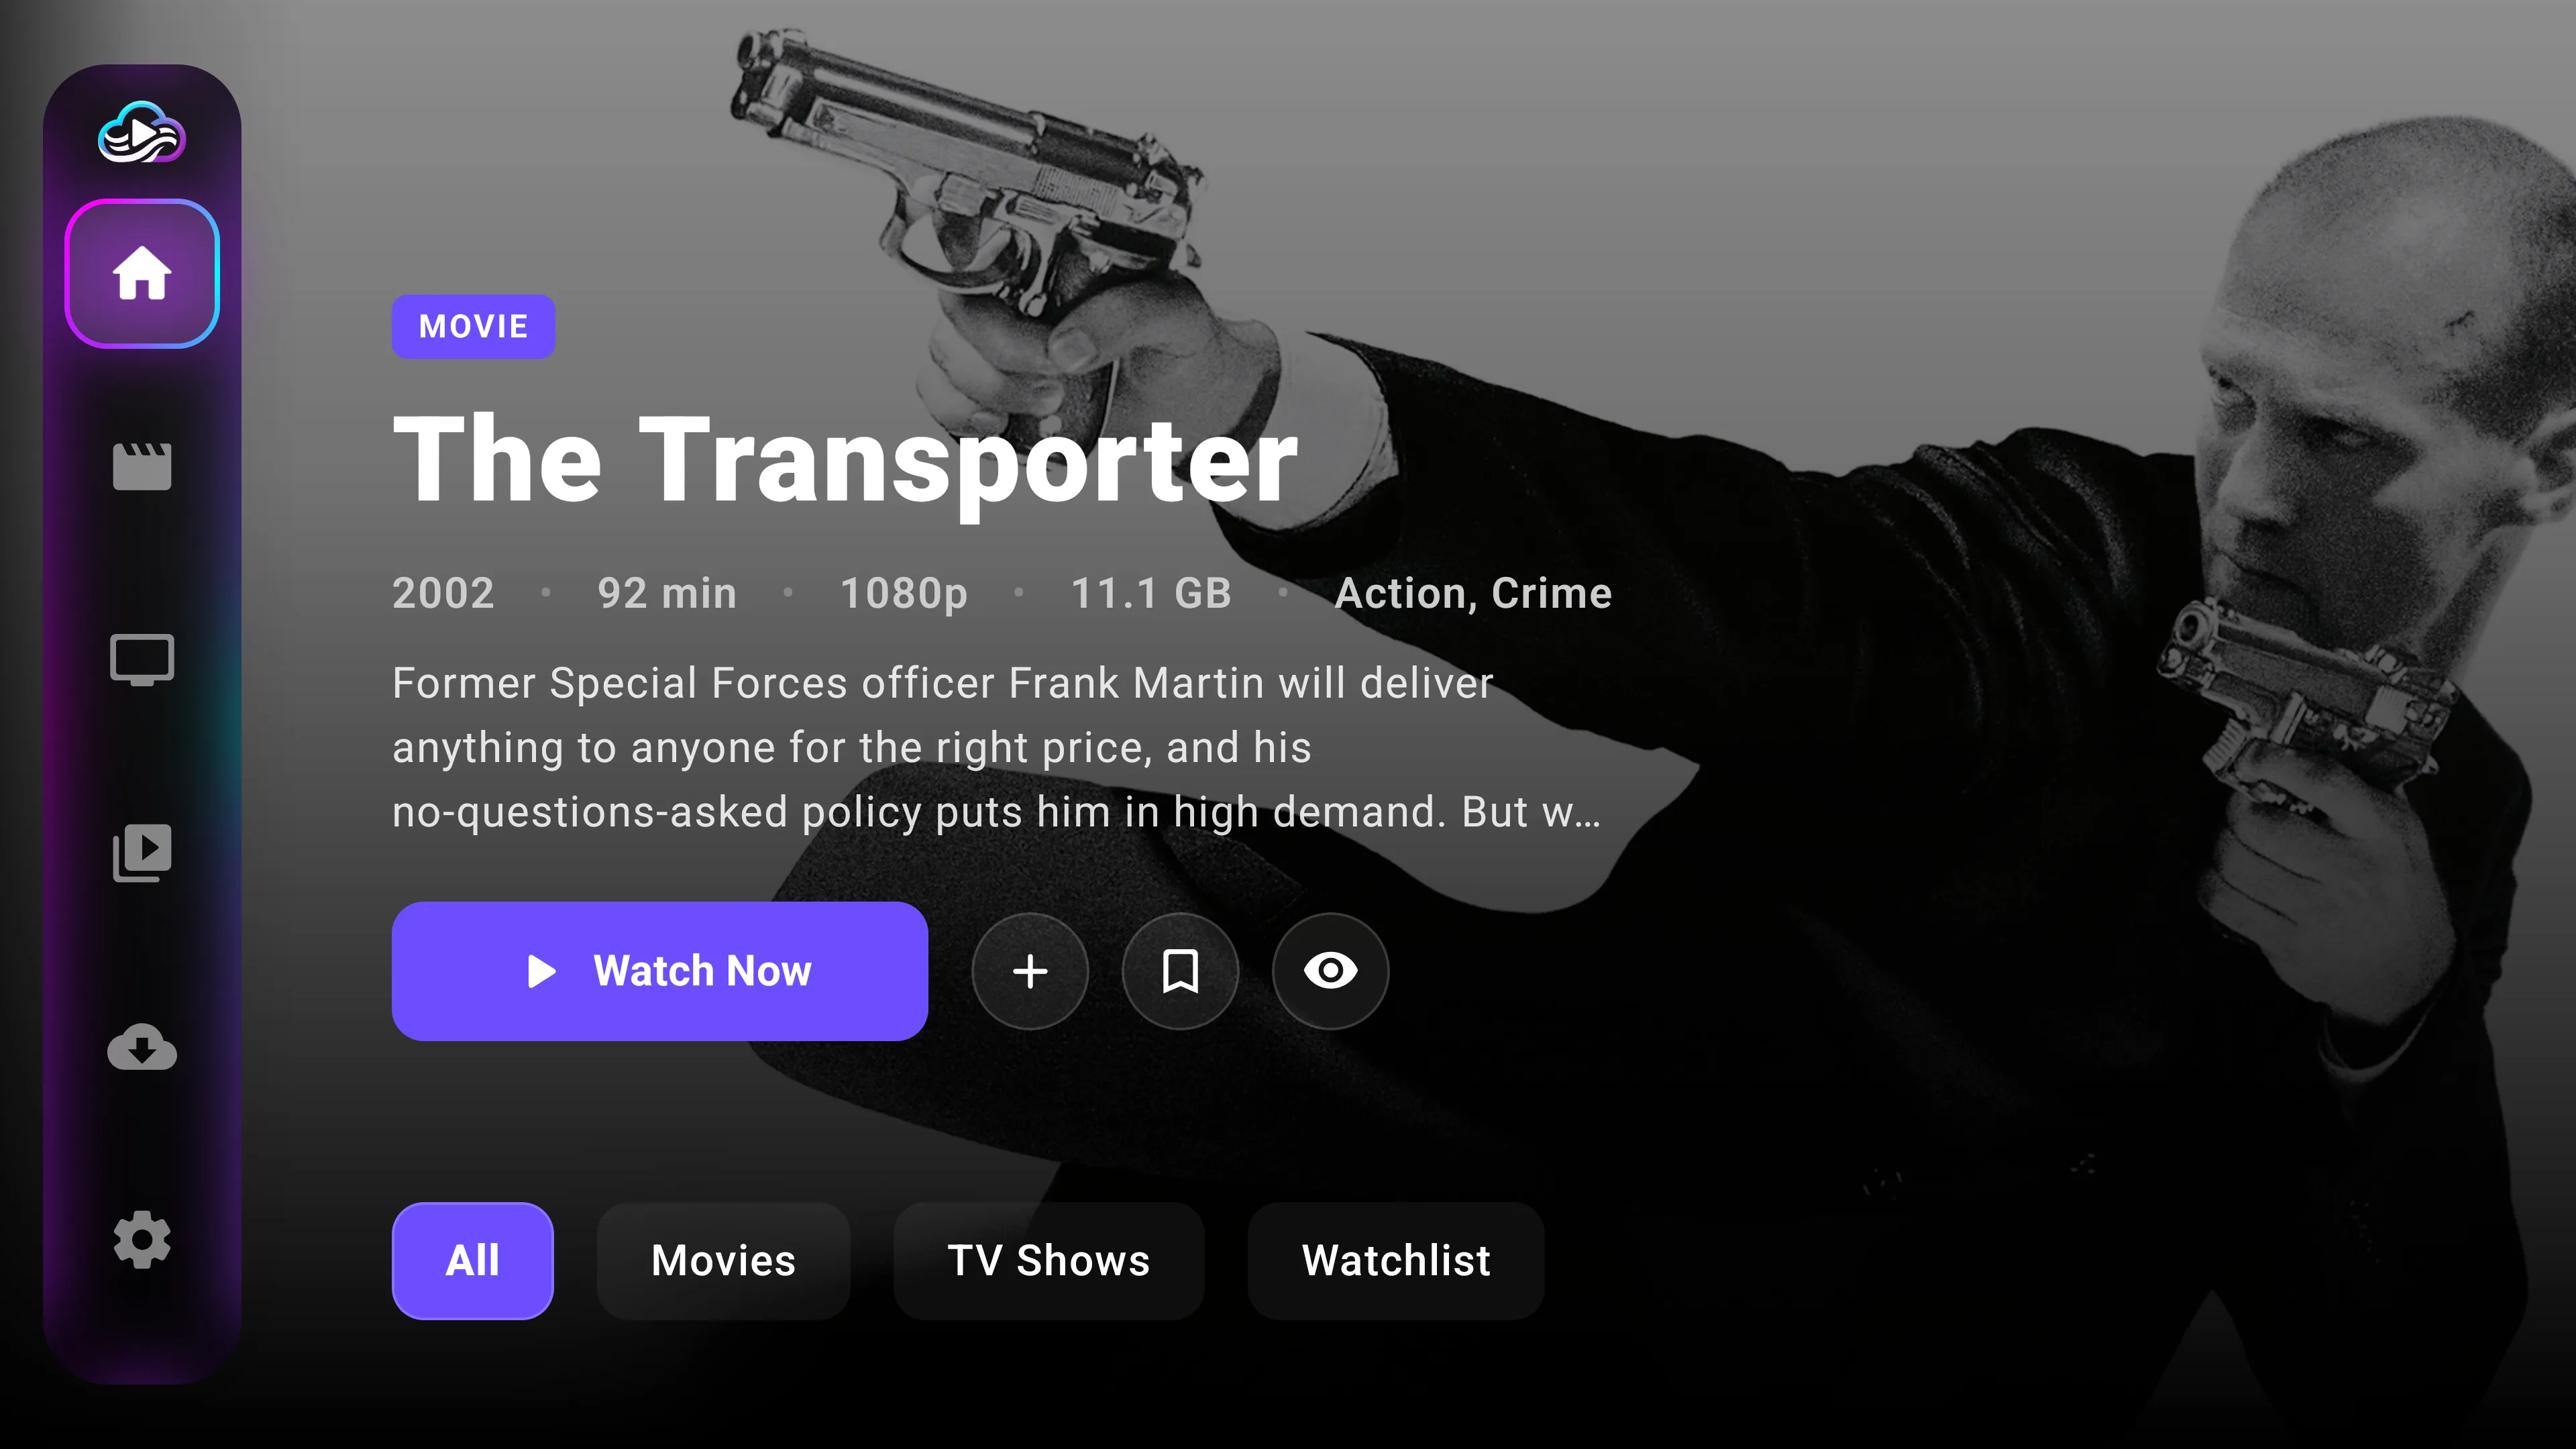 MOVIE
The Transporter
2002 • 92 min • 1080p • 11.1 GB • Action, Crime
Former Special Forces officer Frank Martin will deliver
anything to anyone for the right price, and his
no-questions-asked policy puts him in high demand. But w…
Watch Now
All Movies TV Shows Watchlist